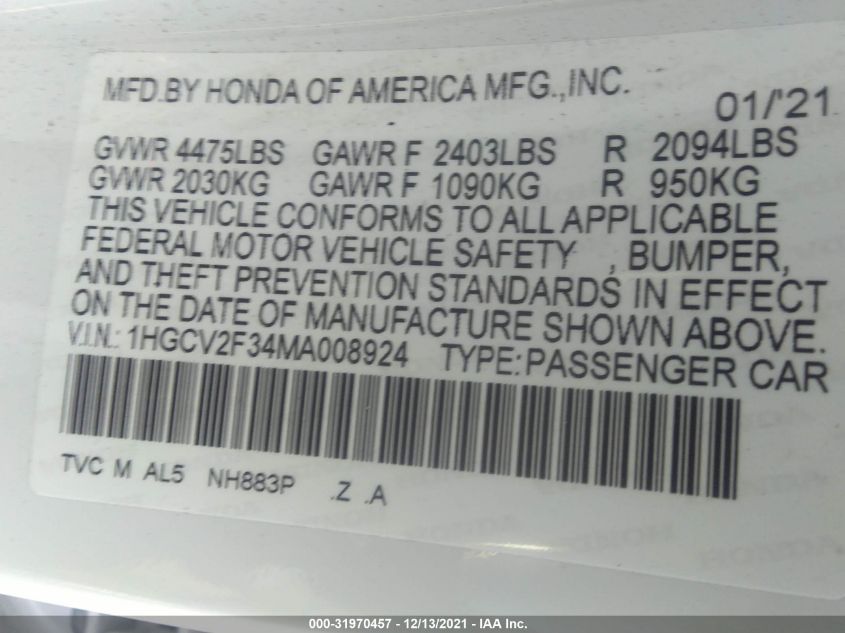 MFD.BY HONDA OF AMERICA MFG.,INC.
01/'21
GVWR 4475LBS GAWR F 2403LBS R 2094LBS
GVWR 2030KG GAWR F 1090KG R 950KG
THIS VEHICLE CONFORMS TO ALL APPLICABLE
FEDERAL MOTOR VEHICLE SAFETY , BUMPER,
AND THEFT PREVENTION STANDARDS IN EFFECT
ON THE DATE OF MANUFACTURE SHOWN ABOVE.
V.I.N.: 1HGCV2F34MA008924 TYPE:PASSENGER CAR
TVC M AL5 NH883P .Z .A
000-31970457 - 12/13/2021 - IAA Inc.